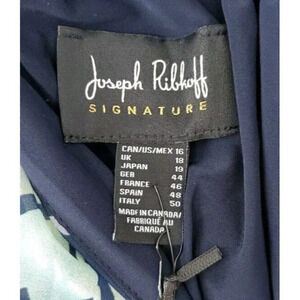 Joseph Ribkoff
SIGNATURE
CAN/US/MEX 16
UK 18
JAPAN 19
GER 44
FRANCE 46
SPAIN 48
ITALY 50
MADE IN CANADA/
FABRIQUÉ AU
CANADA